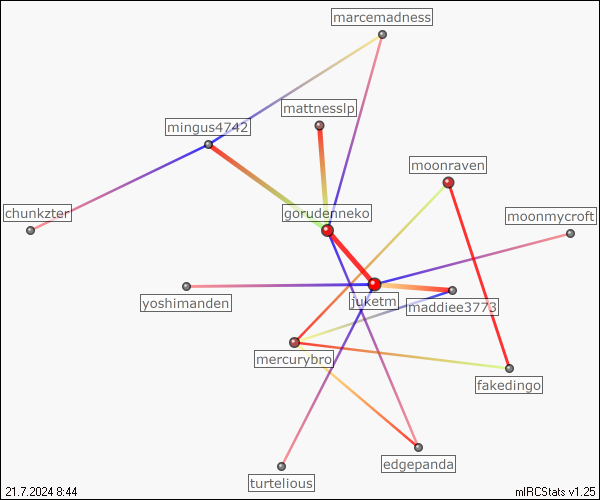 marcemadness
mattnesslp
mingus4742
moonraven
chunkzter
gorudenneko
moonmycroft
yoshimanden
juketm
maddiee3773
mercurybro
fakedingo
edgepanda
turtelious
21.7.2024 8:44
mIRCStats v1.25